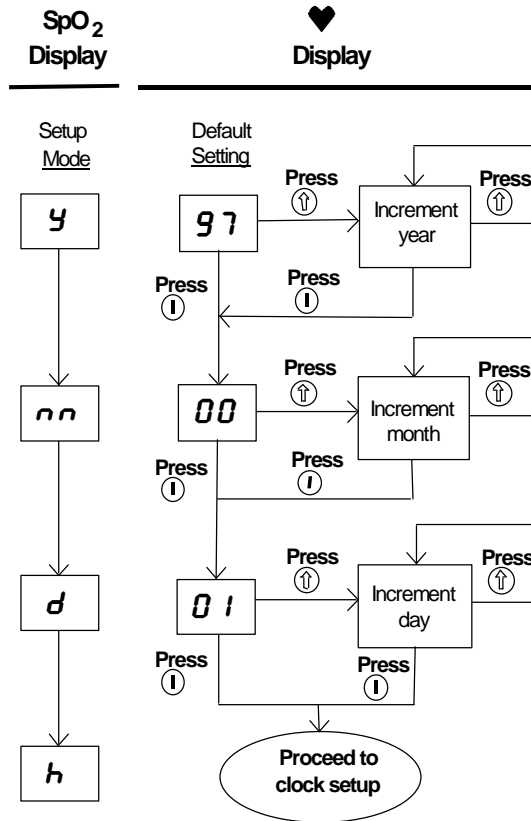 SpO2
Display
♥
Display
Setup
Mode
Default
Setting
Press
Press
y
97
Increment
year
Press
Press
nn
00
Press
Press
Increment
month
Press
Press
d
01
Press
Press
Increment
day
Press
Press
h
Proceed to
clock setup